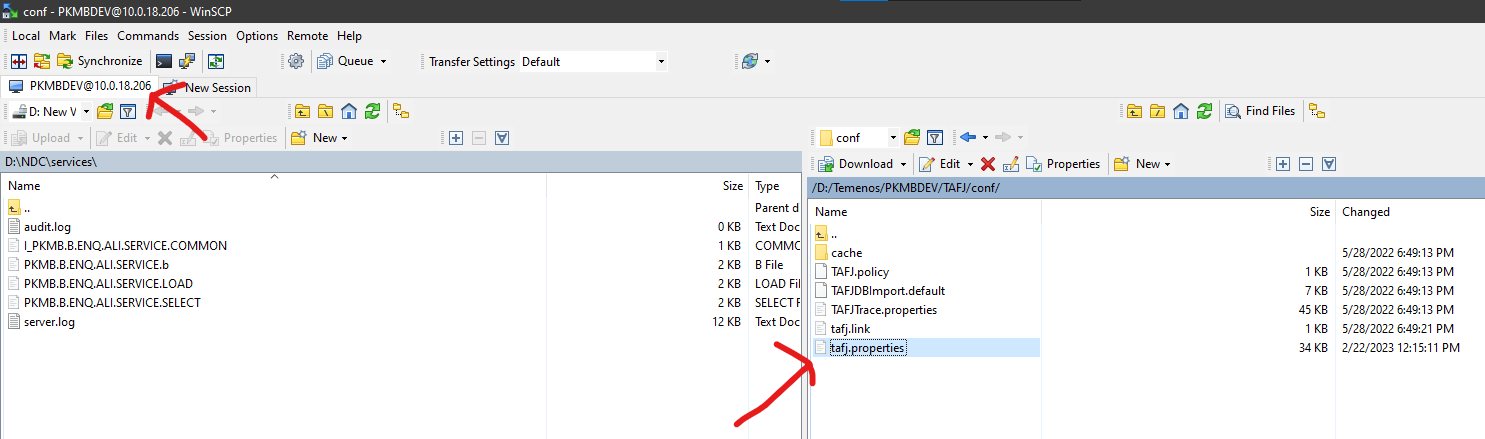 conf - PKMBDEV@10.0.18.206 - WinSCP
Local Mark Files Commands Session Options Remote Help
Synchronize Queue Transfer Settings Default
PKMBDEV@10.0.18.206 New Session
D: New V Find Files
Upload Edit Properties New
conf
Download Edit Properties New
D:\NDC\services\
/D:/Temenos/PKMBDEV/TAFJ/conf/
Name Size Type
..  Parent d
audit.log 0 KB Text Doc
I_PKMB.B.ENQ.ALI.SERVICE.COMMON 1 KB COMMC
PKMB.B.ENQ.ALI.SERVICE.b 2 KB B File
PKMB.B.ENQ.ALI.SERVICE.LOAD 2 KB LOAD Fil
PKMB.B.ENQ.ALI.SERVICE.SELECT 2 KB SELECT F
server.log 12 KB Text Doc
Name Size Changed
..
cache 5/28/2022 6:49:13 PM
TAFJ.policy 1 KB 5/28/2022 6:49:13 PM
TAFJDBImport.default 7 KB 5/28/2022 6:49:13 PM
TAFJTrace.properties 45 KB 5/28/2022 6:49:13 PM
tafj.link 1 KB 5/28/2022 6:49:21 PM
tafj.properties 34 KB 2/22/2023 12:15:11 PM